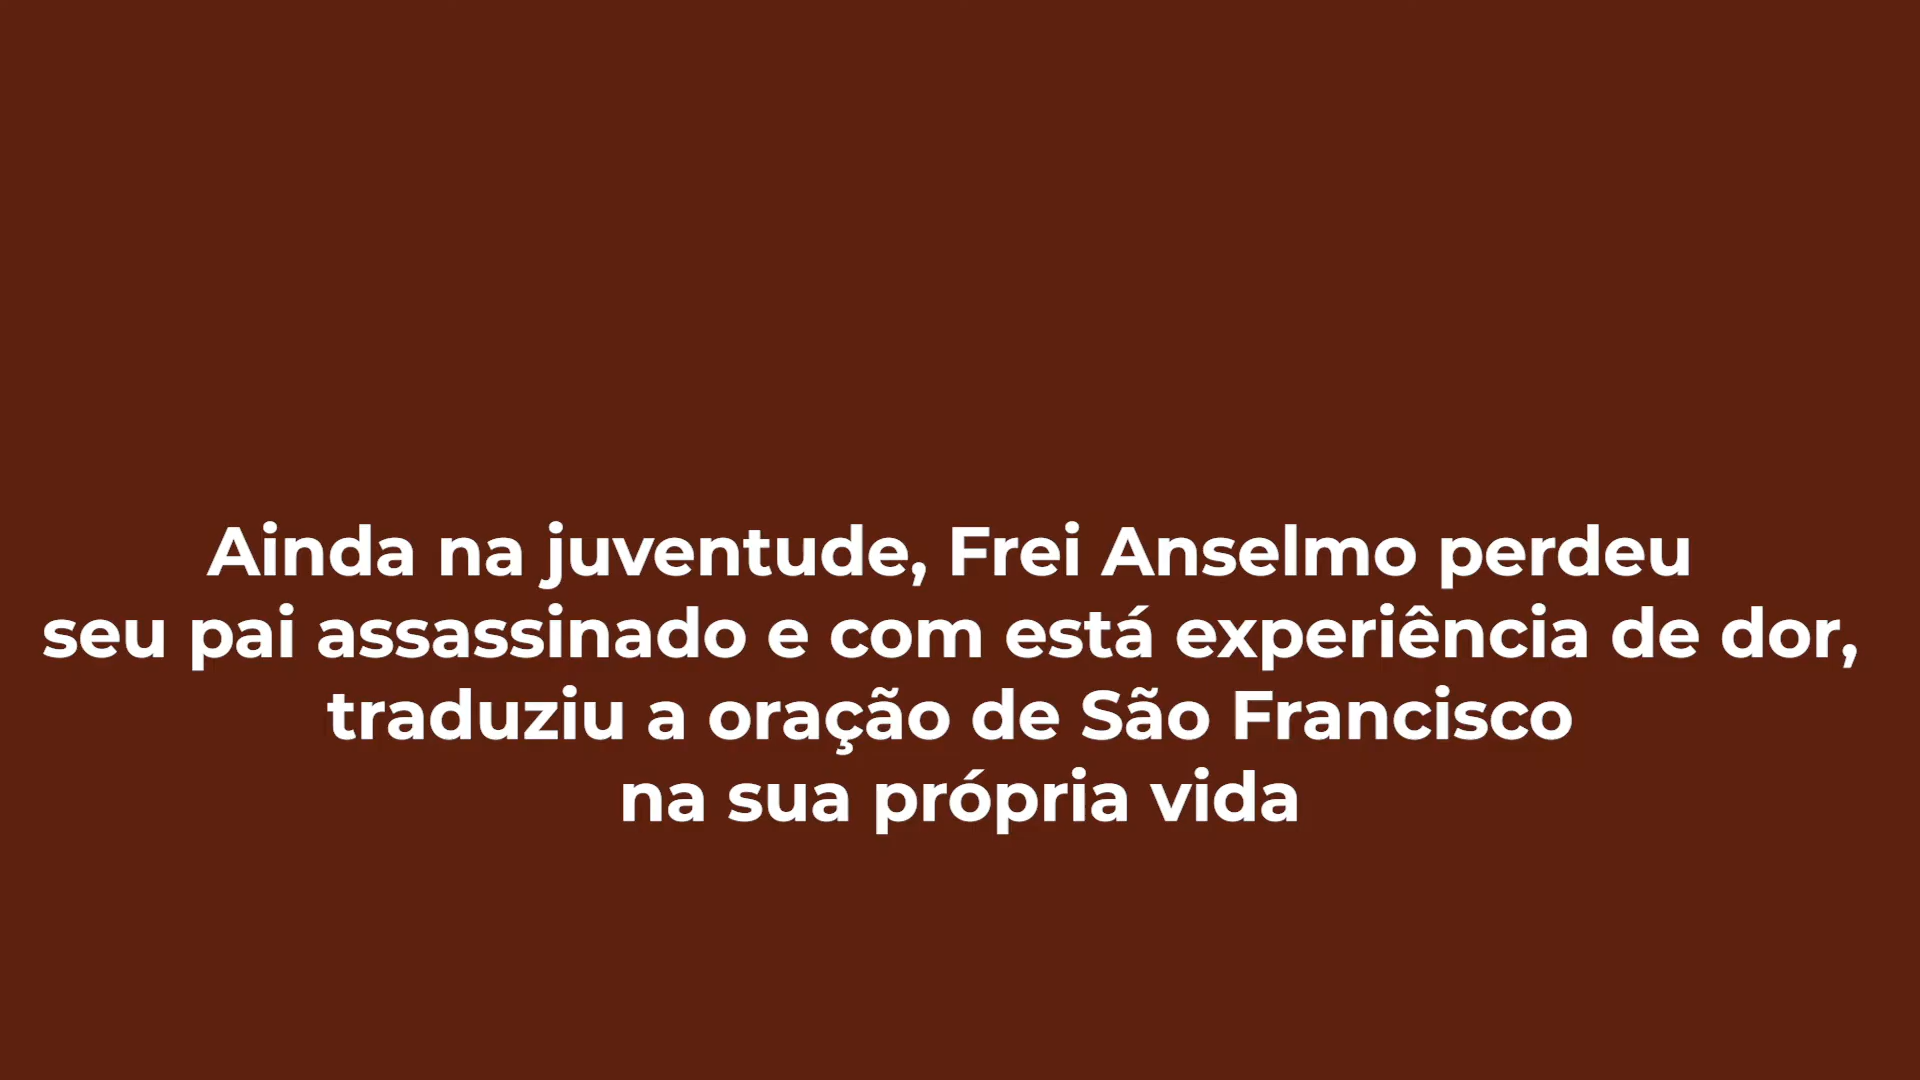 Ainda na juventude, Frei Anselmo perdeu
seu pai assassinado e com está experiência de dor,
traduziu a oração de São Francisco
na sua própria vida